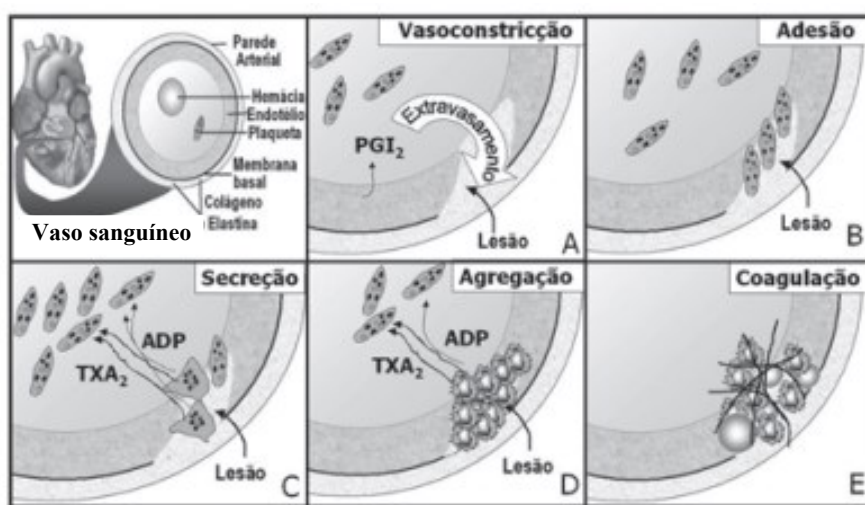 Parede
Arterial
Hemácia
Endotélio
Plaqueta
Membrana
basal
Colágeno
Elastina
Vaso sanguíneo
Vasoconstricção
Extravasamento
PGI₂
Lesão
A
Adesão
Lesão
B
Secreção
ADP
TXA₂
Lesão
C
Agregação
ADP
TXA₂
Lesão
D
Coagulação
E